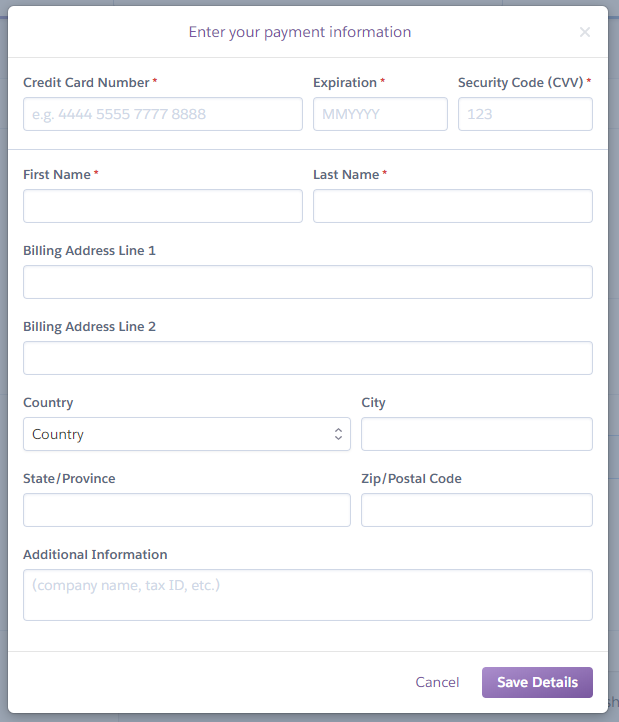 Enter your payment information ×
Credit Card Number * Expiration * Security Code (CVV) *
e.g. 4444 5555 7777 8888 MMYYYY 123
First Name * Last Name *
Billing Address Line 1
Billing Address Line 2
Country City
Country
State/Province Zip/Postal Code
Additional Information
(company name, tax ID, etc.)
Cancel Save Details